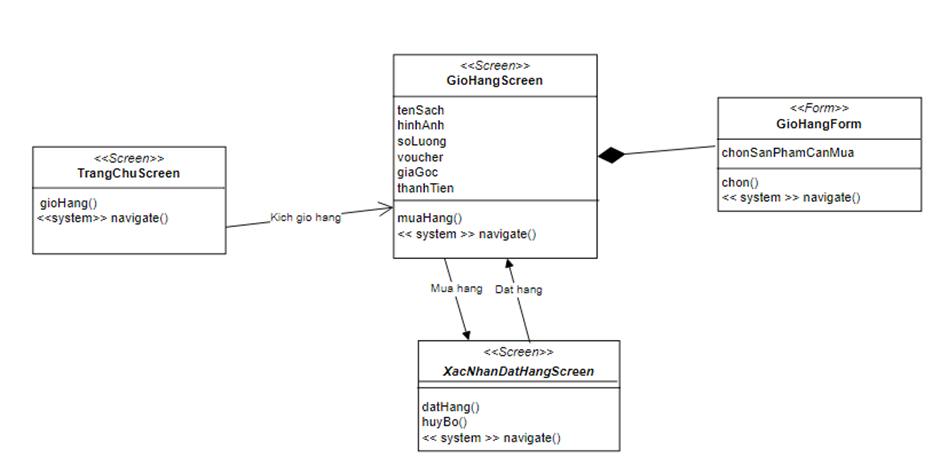 <<Screen>>
GioHangScreen
tenSach
hinhAnh
soLuong
voucher
giaGoc
thanhTien
muaHang()
<< system >> navigate()
<<Form>>
GioHangForm
chonSanPhamCanMua
chon()
<< system >> navigate()
<<Screen>>
TrangChuScreen
gioHang()
<<system>> navigate()
Kich gio hang
Mua hang
Dat hang
<<Screen>>
XacNhanDatHangScreen
datHang()
huyBo()
<< system >> navigate()